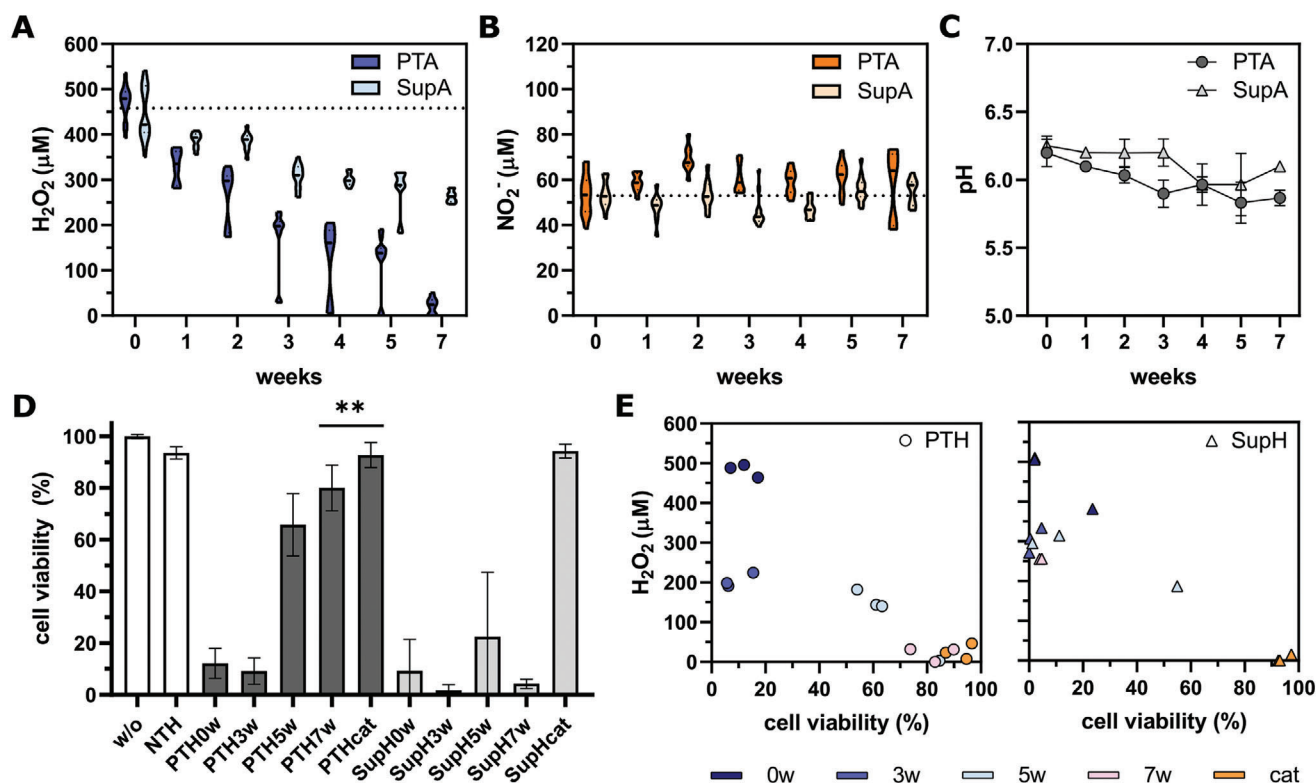 A
600
500
400
300
200
100
0
H₂O₂ (μM)
PTA
SupA
0 1 2 3 4 5 7
weeks
B
120
100
80
60
40
20
0
NO₂⁻ (μM)
PTA
SupA
0 1 2 3 4 5 7
weeks
C
7.0
6.5
6.0
5.5
5.0
pH
PTA
SupA
0 1 2 3 4 5 7
weeks
D
**
100
80
60
40
20
0
cell viability (%)
w/o
NTH
PTH0w
PTH3w
PTH5w
PTH7w
PTHcat
SupH0w
SupH3w
SupH5w
SupH7w
SupHcat
E
600
500
400
300
200
100
0
H₂O₂ (μM)
PTH
0 20 40 60 80 100
cell viability (%)
SupH
0 20 40 60 80 100
cell viability (%)
0w 3w 5w 7w cat